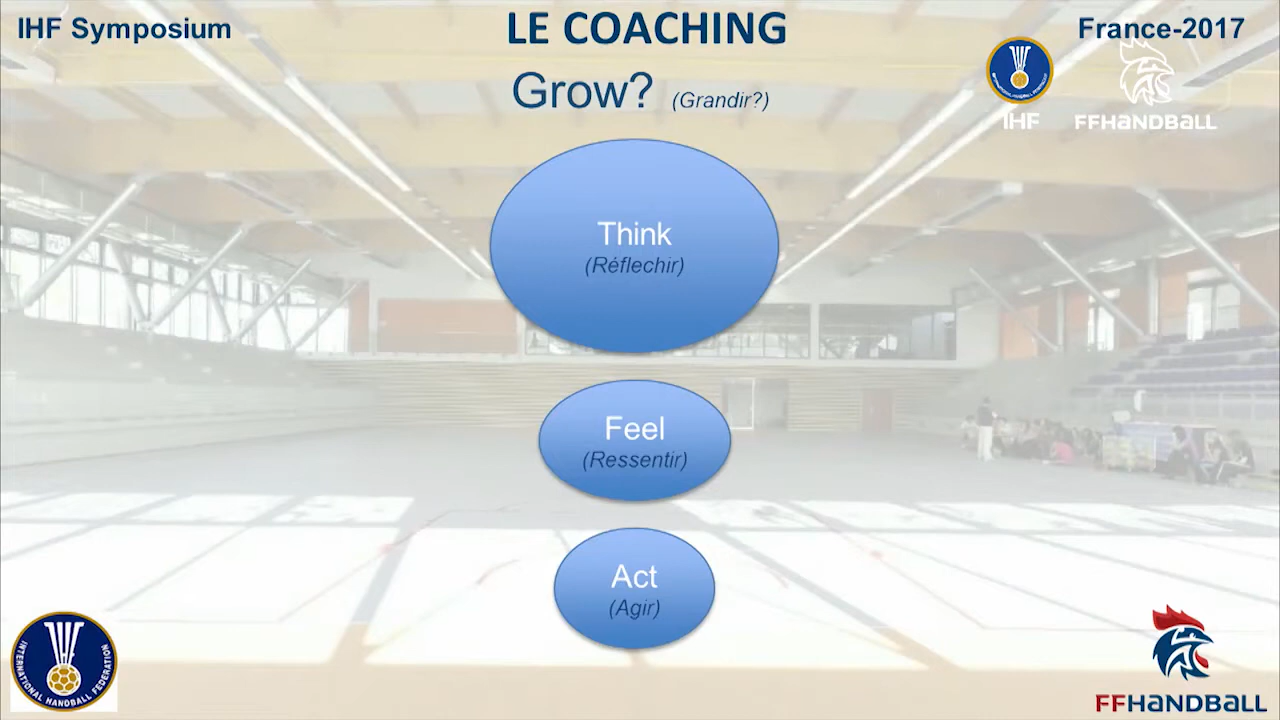 IHF Symposium
LE COACHING
France-2017
Grow? (Grandir?)
IHF
FFHANDBALL
Think
(Réflechir)
Feel
(Ressentir)
Act
(Agir)
INTERNATIONAL HANDBALL FEDERATION
FFHANDBALL